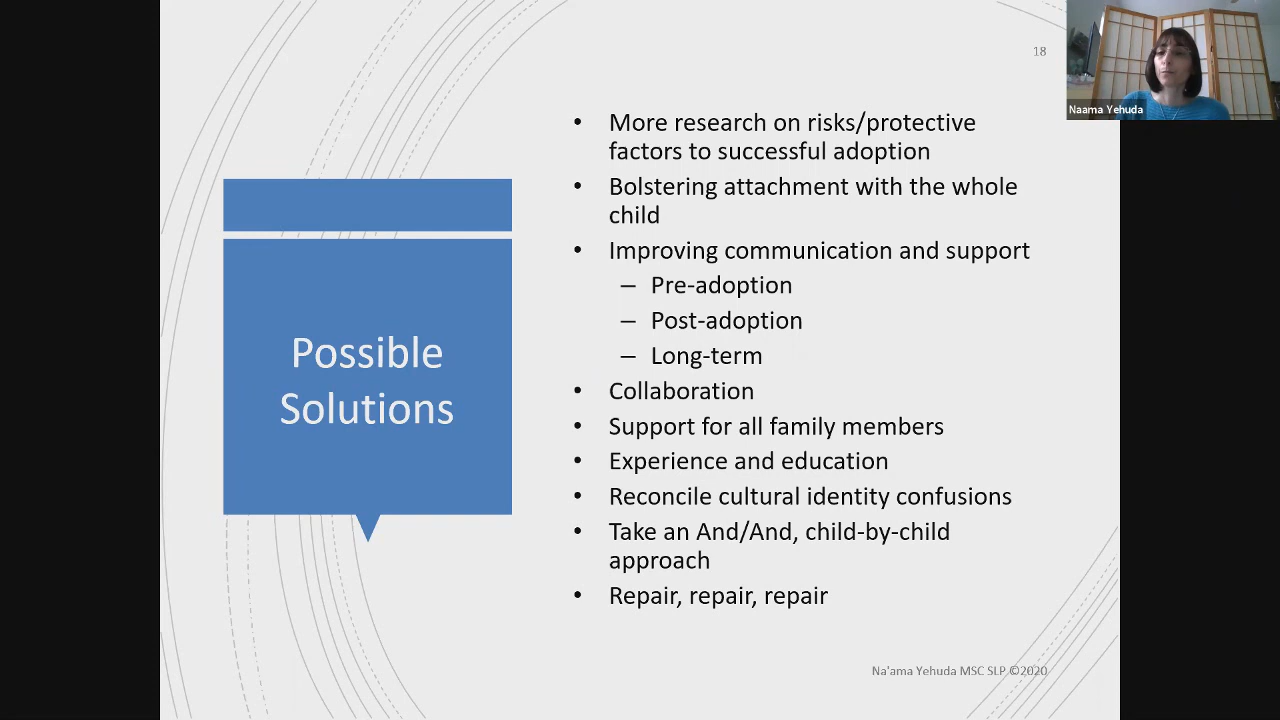 18
Naama Yehuda
Possible
Solutions
• More research on risks/protective
factors to successful adoption
• Bolstering attachment with the whole
child
• Improving communication and support
– Pre-adoption
– Post-adoption
– Long-term
• Collaboration
• Support for all family members
• Experience and education
• Reconcile cultural identity confusions
• Take an And/And, child-by-child
approach
• Repair, repair, repair
Na'ama Yehuda MSC SLP ©2020